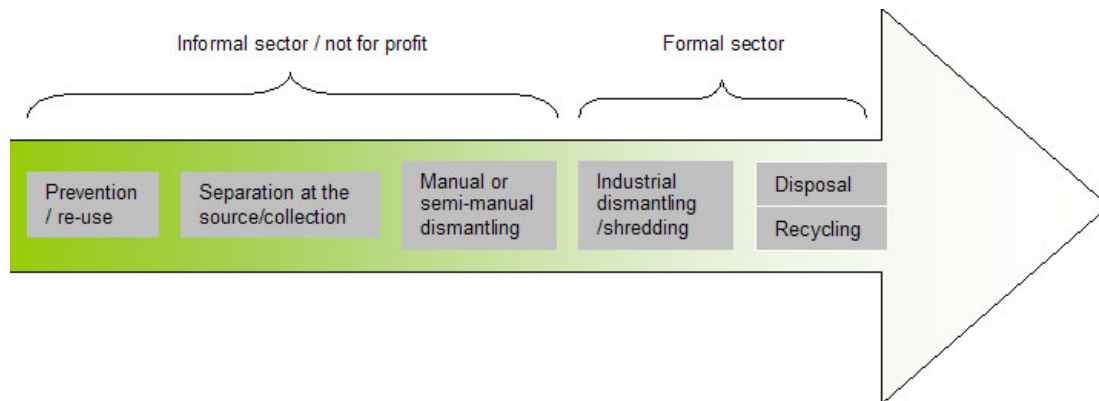 Informal sector / not for profit
Formal sector
Prevention
/ re-use
Separation at the
source/collection
Manual or
semi-manual
dismantling
Industrial
dismantling
/shredding
Disposal
Recycling